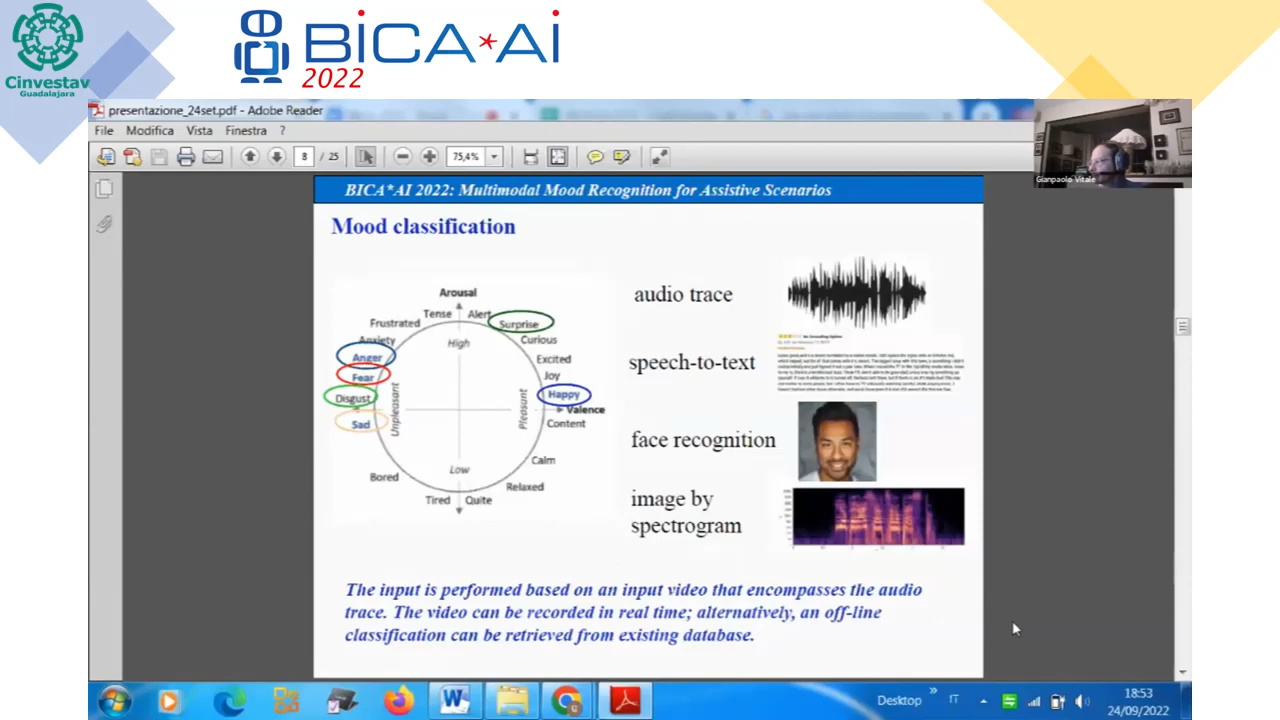 Cinvestav
Guadalajara
BiCA*Ai
2022
presentazione_24set.pdf - Adobe Reader
File Modifica Vista Finestra ?
8 / 25 75,4%
Gianpaolo Vitale
BICA*AI 2022: Multimodal Mood Recognition for Assistive Scenarios
Mood classification
Arousal
Tense Alert
Frustrated Surprise
Anxiety High Curious
Anger Excited
Fear Joy
Disgust Happy
Unpleasant Pleasant Valence
Sad Content
Low Calm
Bored Relaxed
Tired Quite
audio trace
speech-to-text
face recognition
image by
spectrogram
The input is performed based on an input video that encompasses the audio
trace. The video can be recorded in real time; alternatively, an off-line
classification can be retrieved from existing database.
Desktop » IT 18:53
24/09/2022